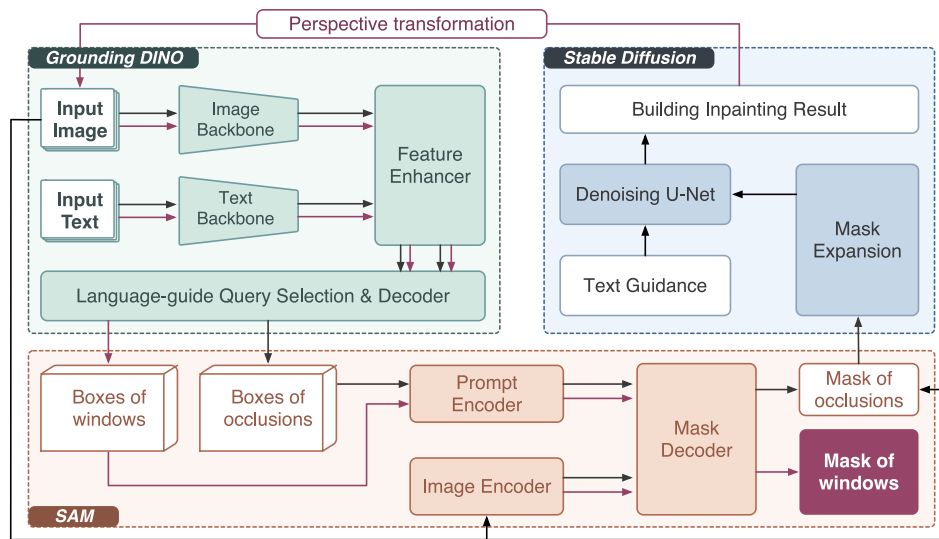 Perspective transformation
Grounding DINO
Stable Diffusion
Input
Image
Image
Backbone
Feature
Enhancer
Input
Text
Text
Backbone
Language-guide Query Selection & Decoder
Building Inpainting Result
Denoising U-Net
Mask
Expansion
Text Guidance
Boxes of
windows
Boxes of
occlusions
Prompt
Encoder
Image Encoder
Mask
Decoder
Mask of
occlusions
Mask of
windows
SAM